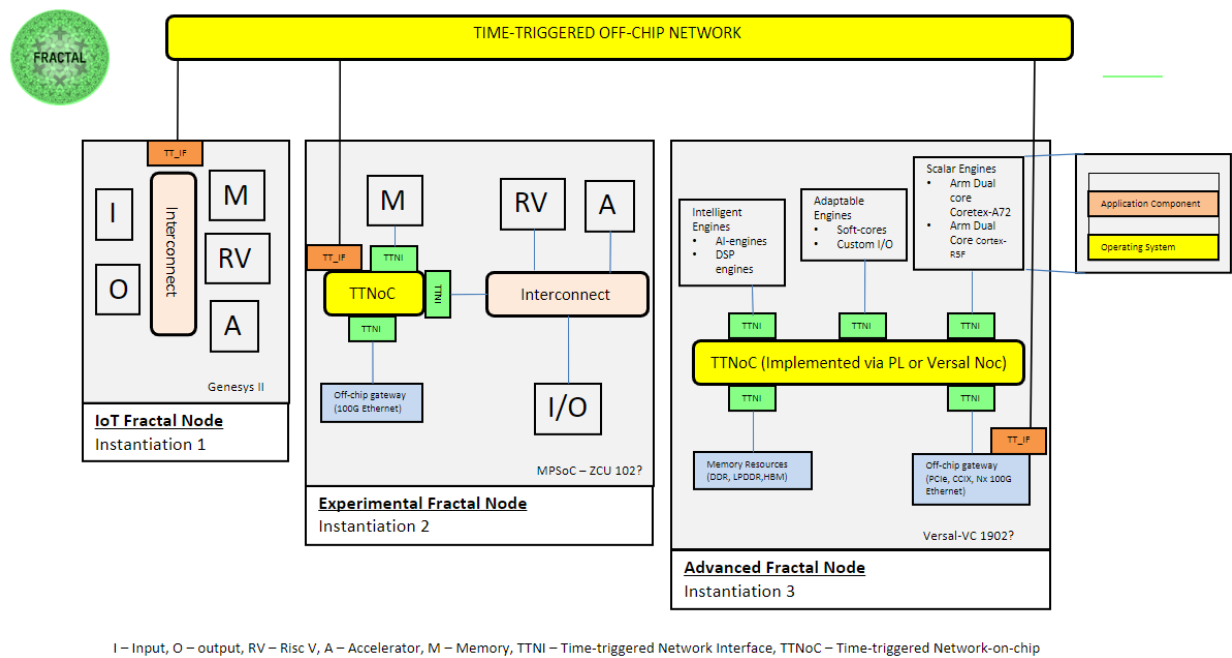 TIME-TRIGGERED OFF-CHIP NETWORK
FRACTAL
TT_IF
I
O
Interconnect
M
RV
A
Genesys II
IoT Fractal Node
Instantiation 1
M
RV
A
TT_IF
TTNI
TTNoC
TTNI
TTNI
Interconnect
Off-chip gateway
(100G Ethernet)
I/O
MPSoC – ZCU 102?
Experimental Fractal Node
Instantiation 2
Intelligent
Engines
• AI-engines
• DSP
engines
Adaptable
Engines
• Soft-cores
• Custom I/O
Scalar Engines
• Arm Dual
core
Coretex-A72
• Arm Dual
Core cortex-
R5F
Application Component
Operating System
TTNI
TTNI
TTNI
TTNoC (Implemented via PL or Versal Noc)
TTNI
TTNI
TT_IF
Memory Resources
(DDR, LPDDR,HBM)
Off-chip gateway
(PCIe, CCIX, Nx 100G
Ethernet)
Versal-VC 1902?
Advanced Fractal Node
Instantiation 3
I – Input, O – output, RV – Risc V, A – Accelerator, M – Memory, TTNI – Time-triggered Network Interface, TTNoC – Time-triggered Network-on-chip